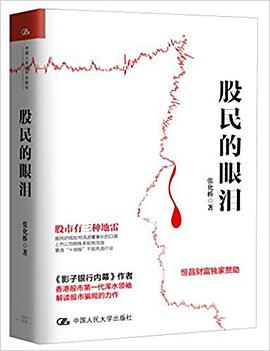 股民的眼泪
张化桥 著
股市有三种地雷
《影子银行内幕》作者
香港股市第一代浑水领袖
解读股市骗局的力作
恒昌财富独家赞助
中国人民大学出版社
股民的眼泪
张化桥 著